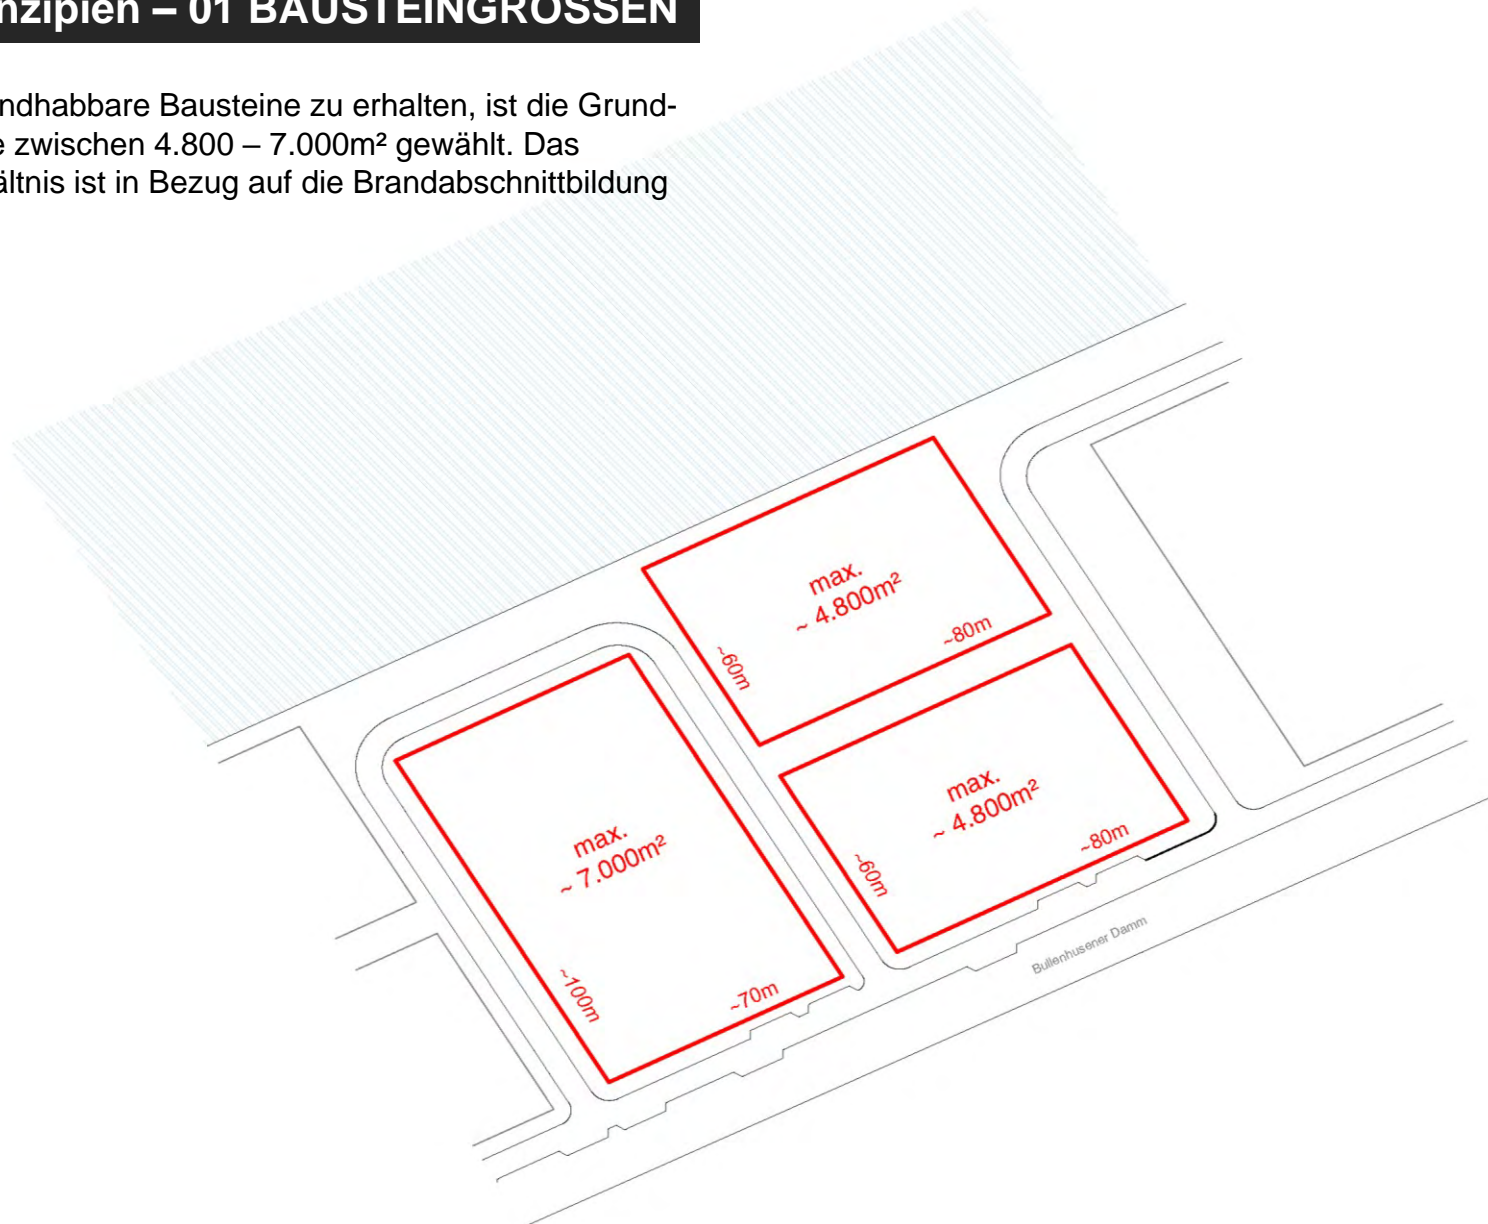 nzipien – 01 BAUSTEINGRÖSSEN
ndhabbare Bausteine zu erhalten, ist die Grund-
e zwischen 4.800 – 7.000m² gewählt. Das
ältnis ist in Bezug auf die Brandabschnittbildung
max.
~ 4.800m²
~80m
~60m
max.
~ 4.800m²
~80m
~60m
max.
~ 7.000m²
~100m
~70m
Bullenhusener Damm